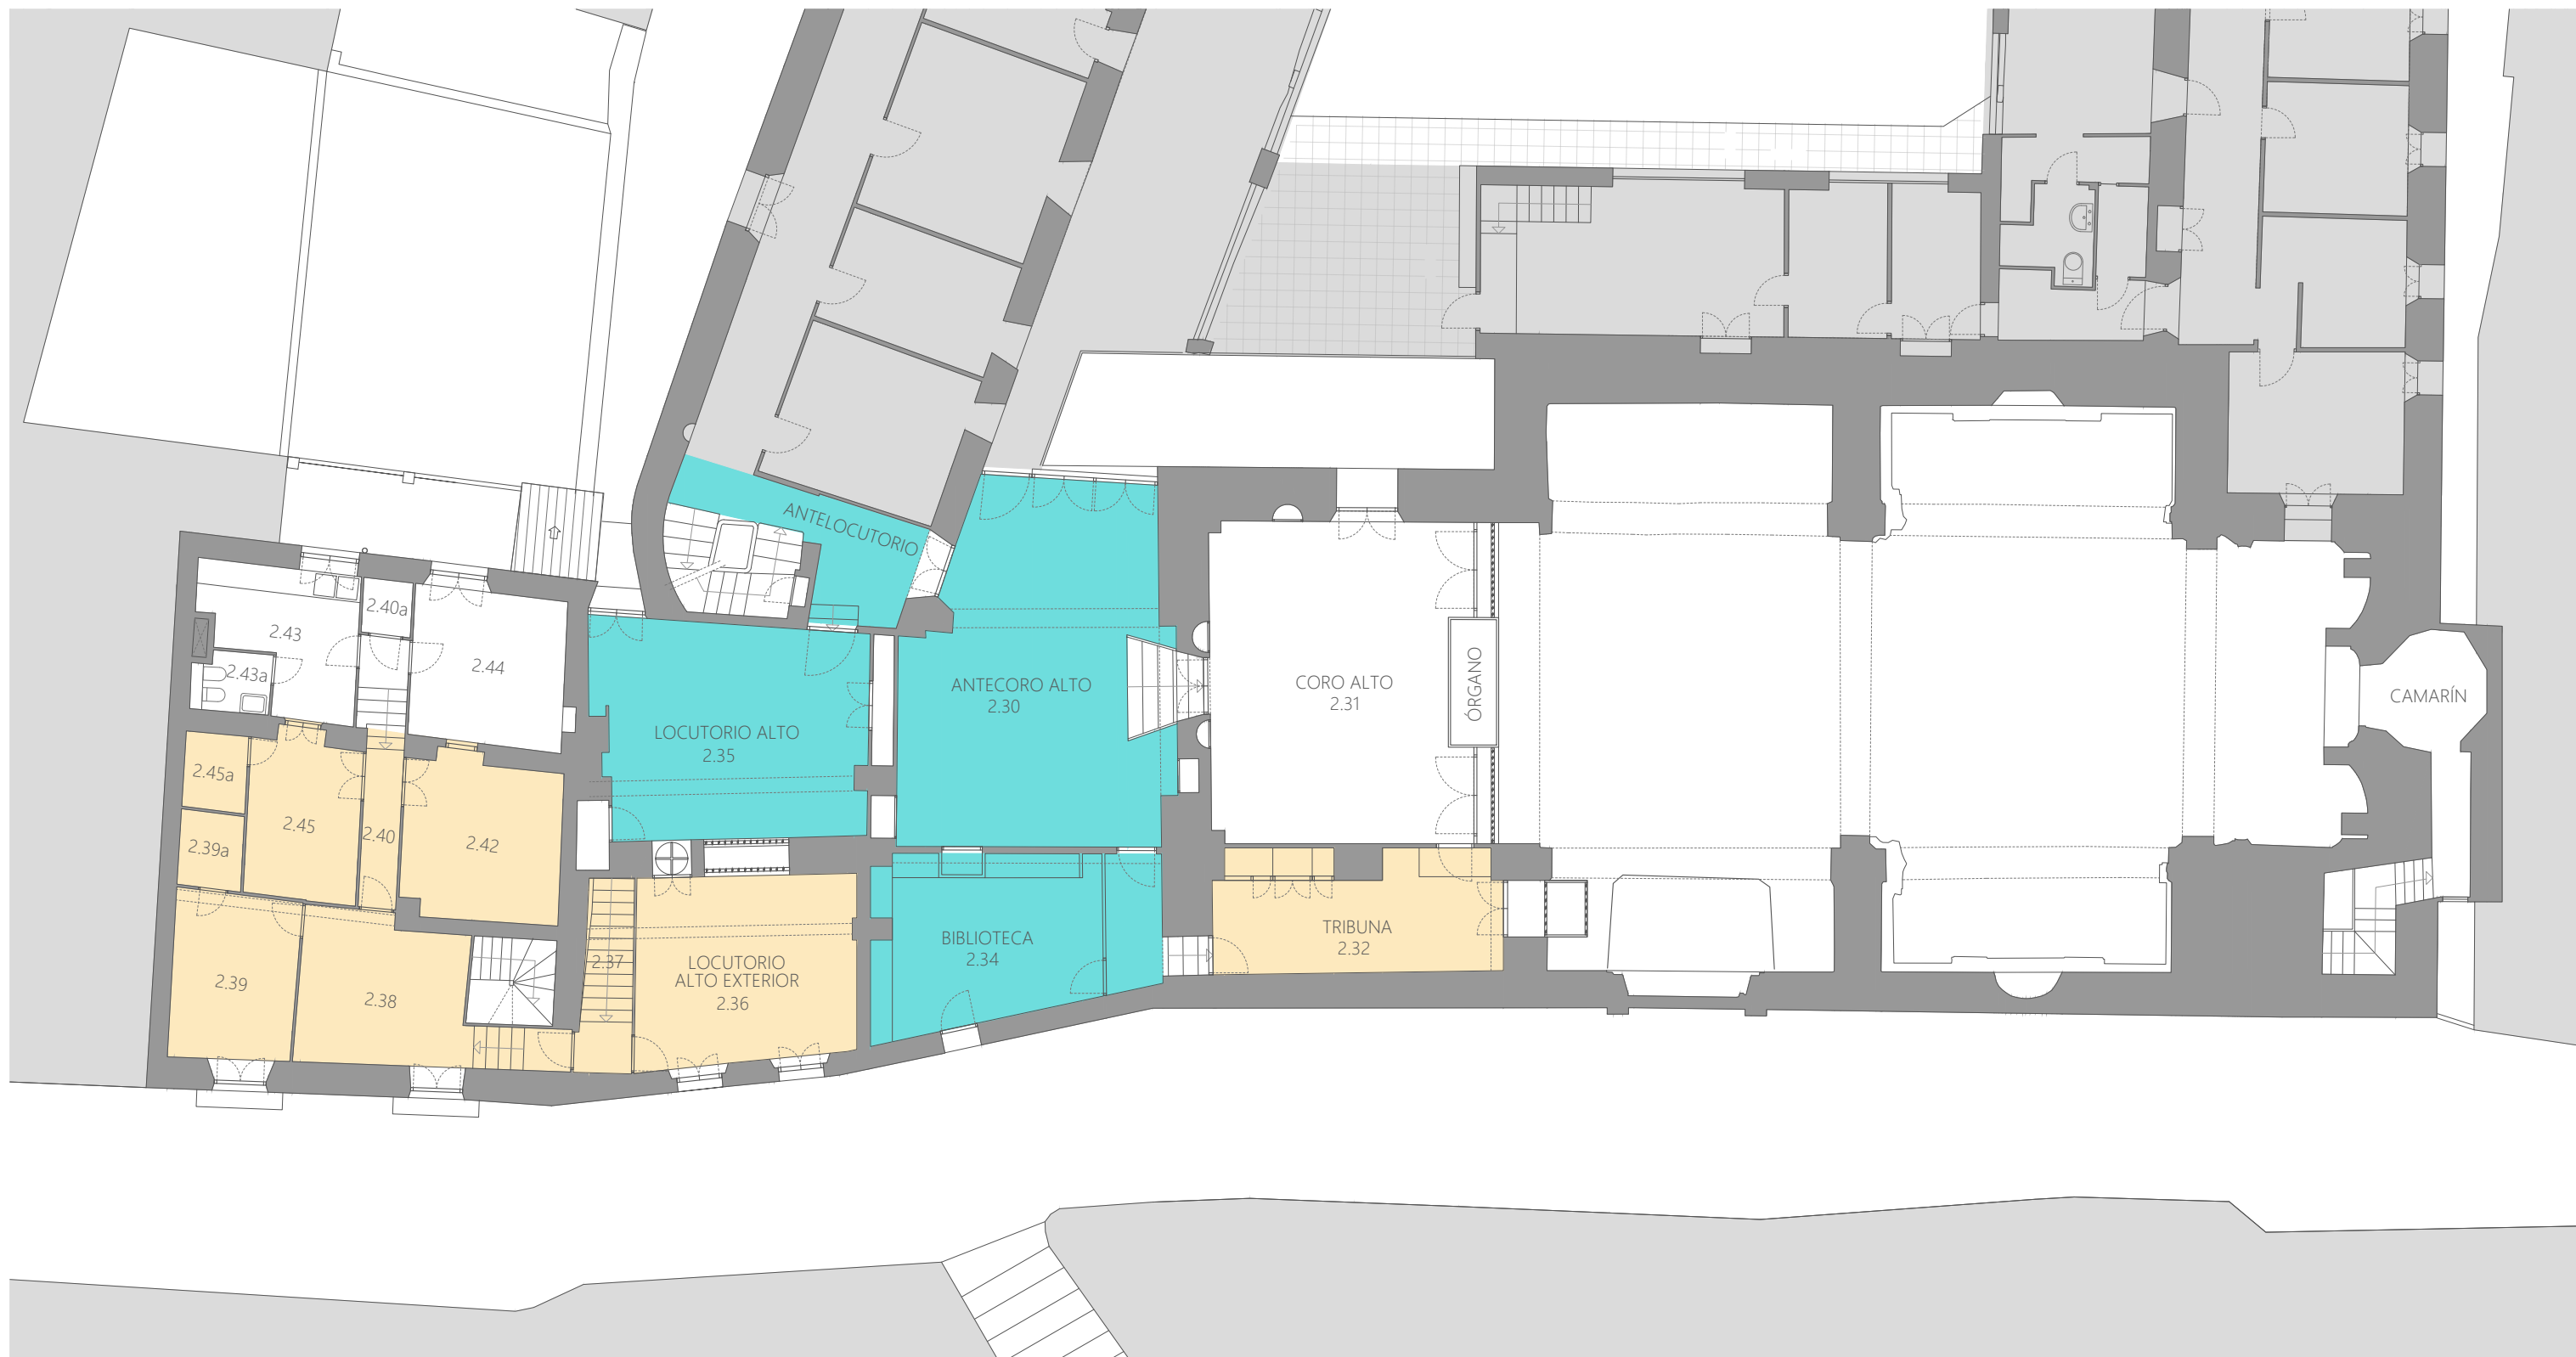 ANTELOCUTORIO
2.40a
2.43
2.43a
2.44
ANTECORO ALTO
2.30
CORO ALTO
2.31
ÓRGANO
CAMARÍN
LOCUTORIO ALTO
2.35
2.45a
2.45
2.40
2.42
2.39a
TRIBUNA
2.32
BIBLIOTECA
2.34
2.37
LOCUTORIO
ALTO EXTERIOR
2.36
2.39
2.38